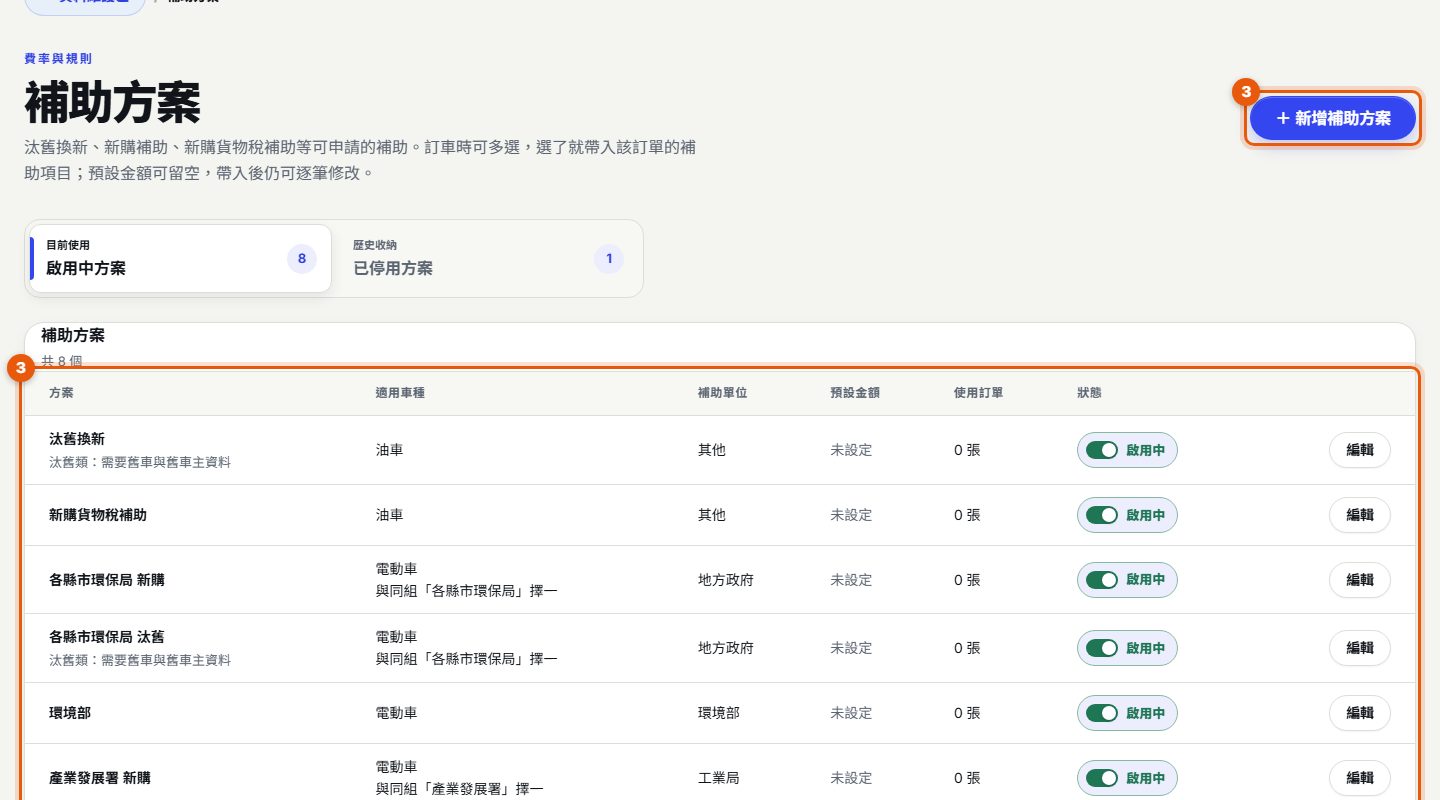 補助方案
費率與規則
補助方案
汰舊換新、新購補助、新購貨物稅補助等可申請的補助。訂車時可多選，選了就帶入該訂單的補
助項目；預設金額可留空，帶入後仍可逐筆修改。
3
＋ 新增補助方案
目前使用
啟用中方案
8
歷史收納
已停用方案
1
補助方案
共 8 個
3
方案 適用車種 補助單位 預設金額 使用訂單 狀態
汰舊換新
汰舊類：需要舊車與舊車主資料
油車 其他 未設定 0 張 啟用中 編輯
新購貨物稅補助 油車 其他 未設定 0 張 啟用中 編輯
各縣市環保局 新購
電動車
與同組「各縣市環保局」擇一
地方政府 未設定 0 張 啟用中 編輯
各縣市環保局 汰舊
汰舊類：需要舊車與舊車主資料
電動車
與同組「各縣市環保局」擇一
地方政府 未設定 0 張 啟用中 編輯
環境部 電動車 環境部 未設定 0 張 啟用中 編輯
產業發展署 新購
電動車
與同組「產業發展署」擇一
工業局 未設定 0 張 啟用中 編輯